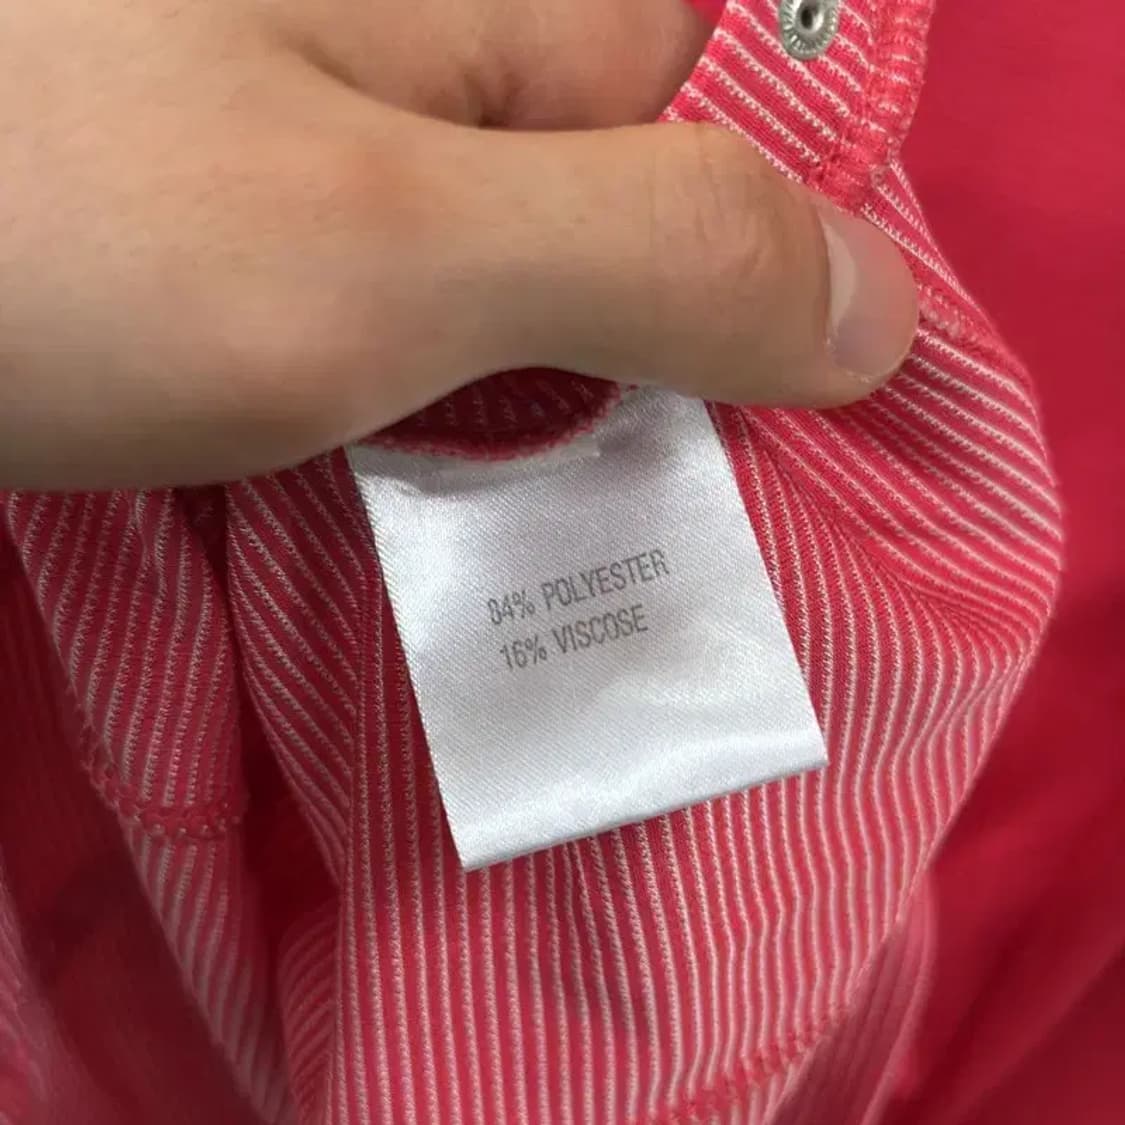 84% POLYESTER
16% VISCOSE